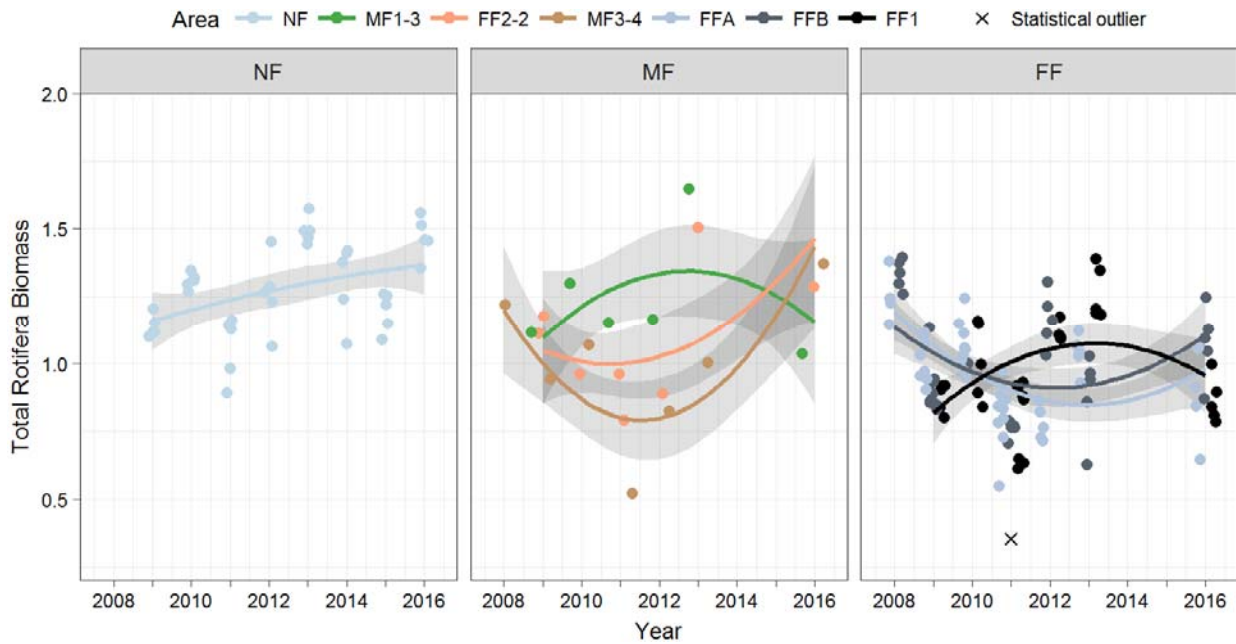 Area NF MF1-3 FF2-2 MF3-4 FFA FFB FF1 Statistical outlier
NF MF FF
Total Rotifera Biomass
2.0
1.5
1.0
0.5
2008 2010 2012 2014 2016 2008 2010 2012 2014 2016 2008 2010 2012 2014 2016
Year